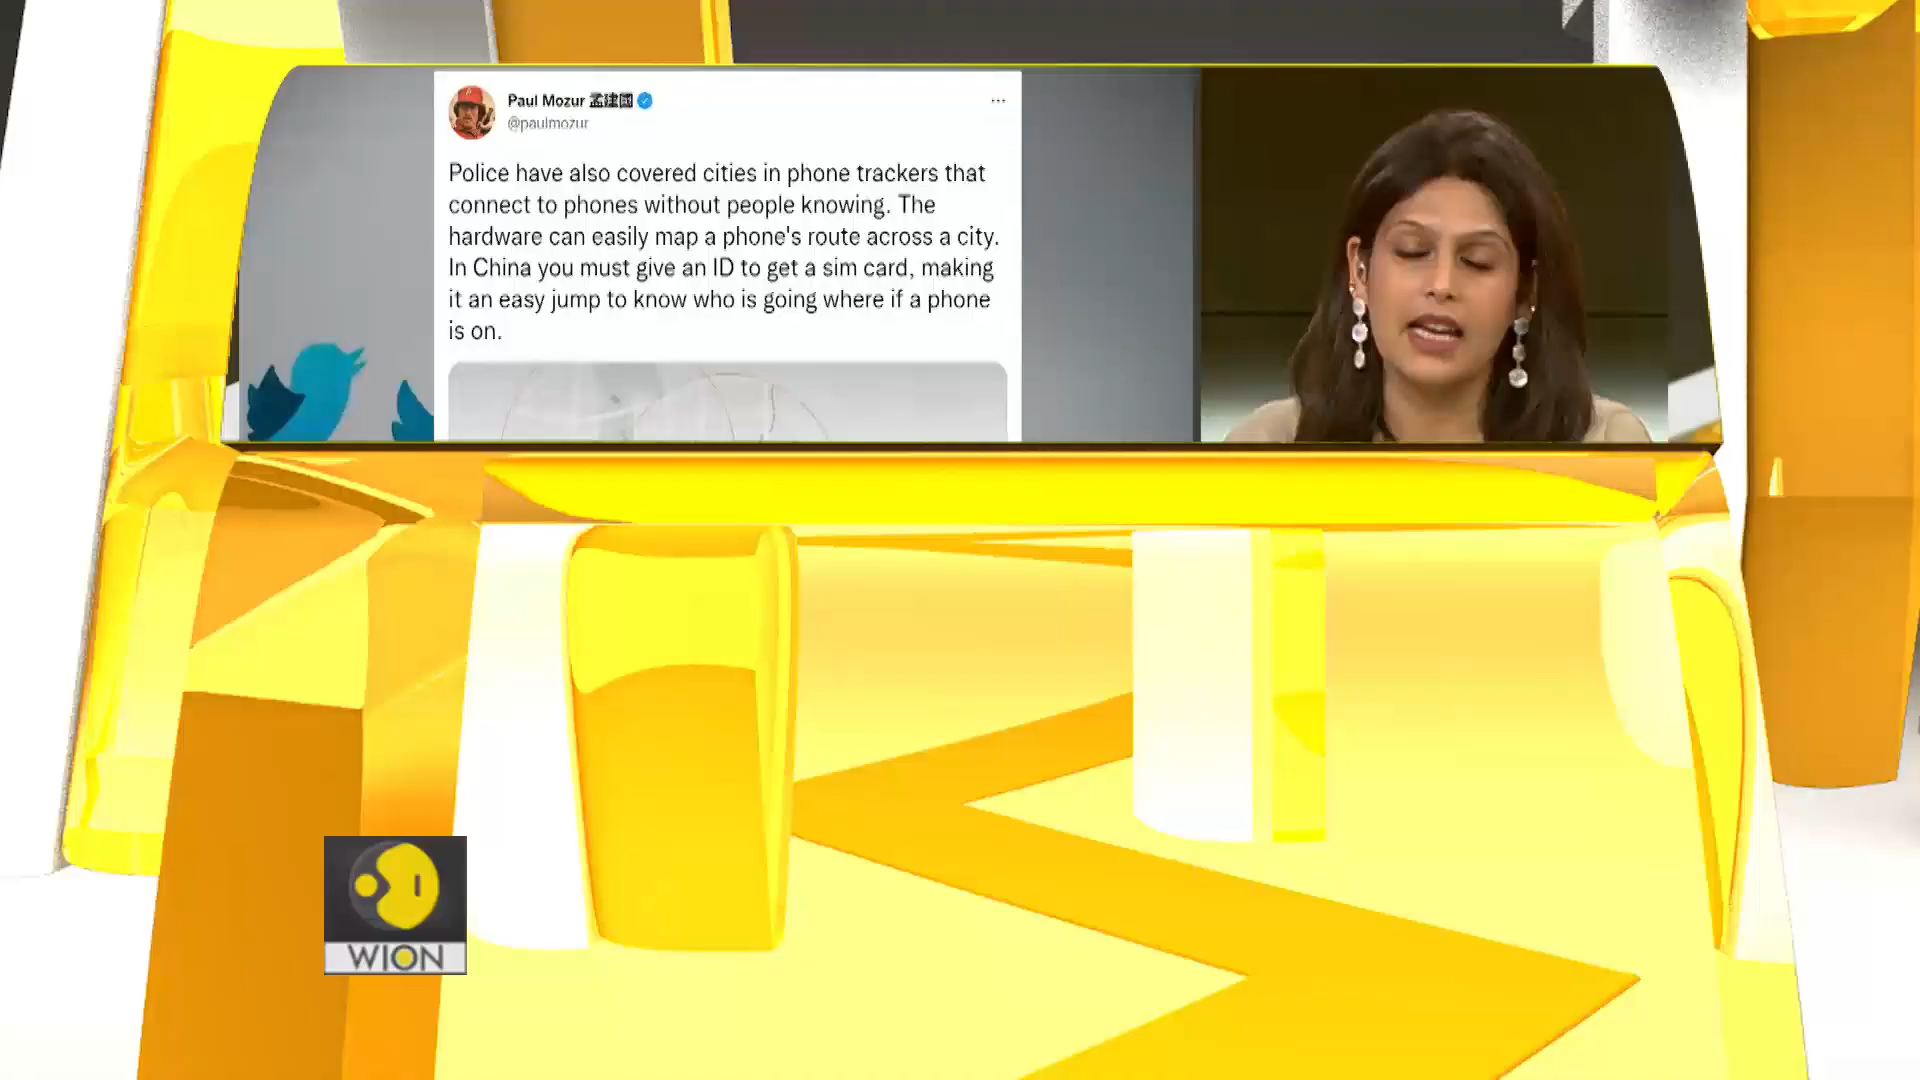 Paul Mozur 孟建國
@paulmozur
Police have also covered cities in phone trackers that
connect to phones without people knowing. The
hardware can easily map a phone's route across a city.
In China you must give an ID to get a sim card, making
it an easy jump to know who is going where if a phone
is on.
WION